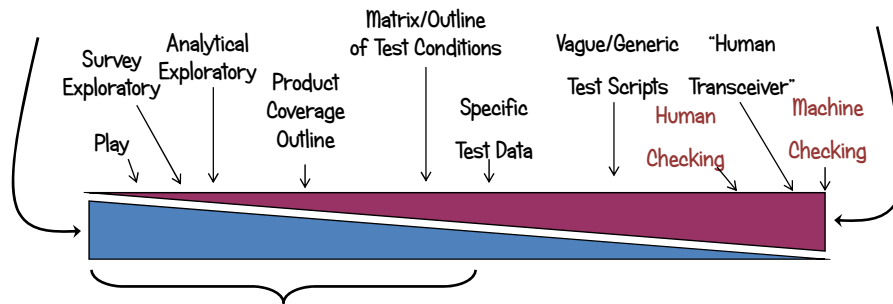 Survey
Exploratory
Analytical
Exploratory
Play
Product
Coverage
Outline
Matrix/Outline
of Test Conditions
Specific
Test Data
Vague/Generic
Test Scripts
"Human
Transceiver"
Human
Checking
Machine
Checking